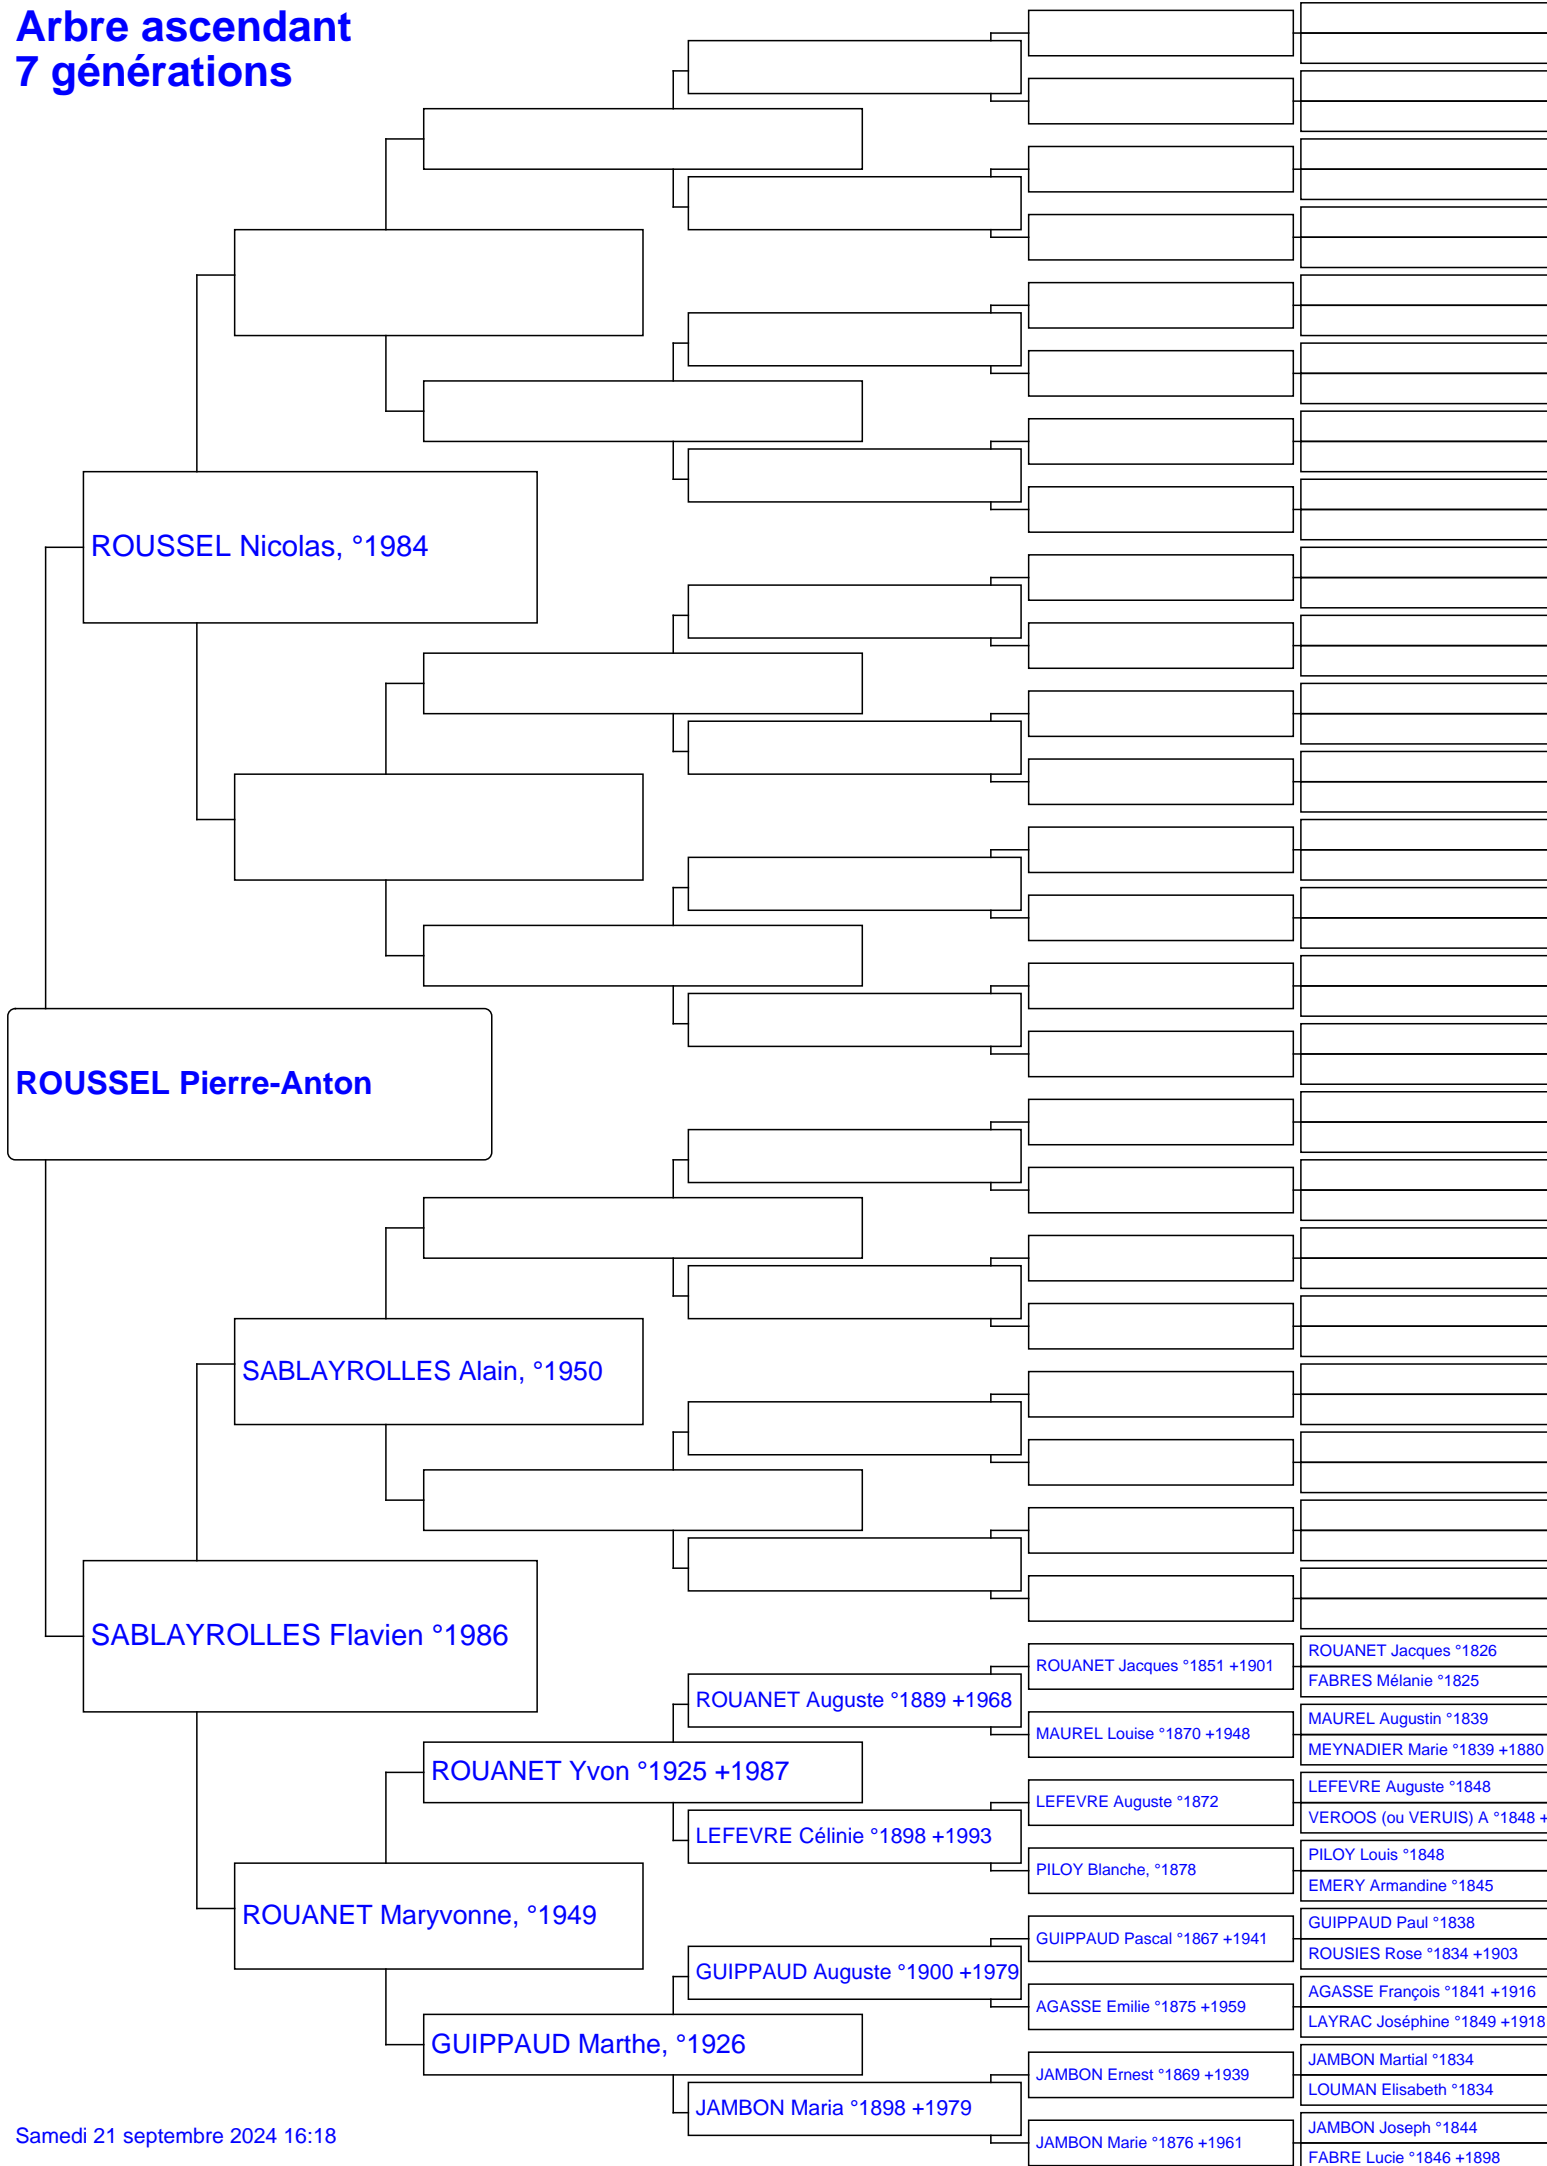 Arbre ascendant
7 générations
ROUSSEL Nicolas, °1984
ROUSSEL Pierre-Anton
SABLAYROLLES Alain, °1950
SABLAYROLLES Flavien °1986
ROUANET Maryvonne, °1949
ROUANET Yvon °1925 +1987
GUIPPAUD Marthe, °1926
ROUANET Auguste °1889 +1968
LEFEVRE Célinie °1898 +1993
GUIPPAUD Auguste °1900 +1979
JAMBON Maria °1898 +1979
ROUANET Jacques °1851 +1901
MAUREL Louise °1870 +1948
LEFEVRE Auguste °1872
PILOY Blanche, °1878
GUIPPAUD Pascal °1867 +1941
AGASSE Emilie °1875 +1959
JAMBON Ernest °1869 +1939
JAMBON Marie °1876 +1961
ROUANET Jacques °1826
FABRES Mélanie °1825
MAUREL Augustin °1839
MEYNADIER Marie °1839 +1880
LEFEVRE Auguste °1848
VEROOS (ou VERUIS) A °1848 +
PILOY Louis °1848
EMERY Armandine °1845
GUIPPAUD Paul °1838
ROUSIES Rose °1834 +1903
AGASSE François °1841 +1916
LAYRAC Joséphine °1849 +1918
JAMBON Martial °1834
LOUMAN Elisabeth °1834
JAMBON Joseph °1844
FABRE Lucie °1846 +1898
Samedi 21 septembre 2024 16:18